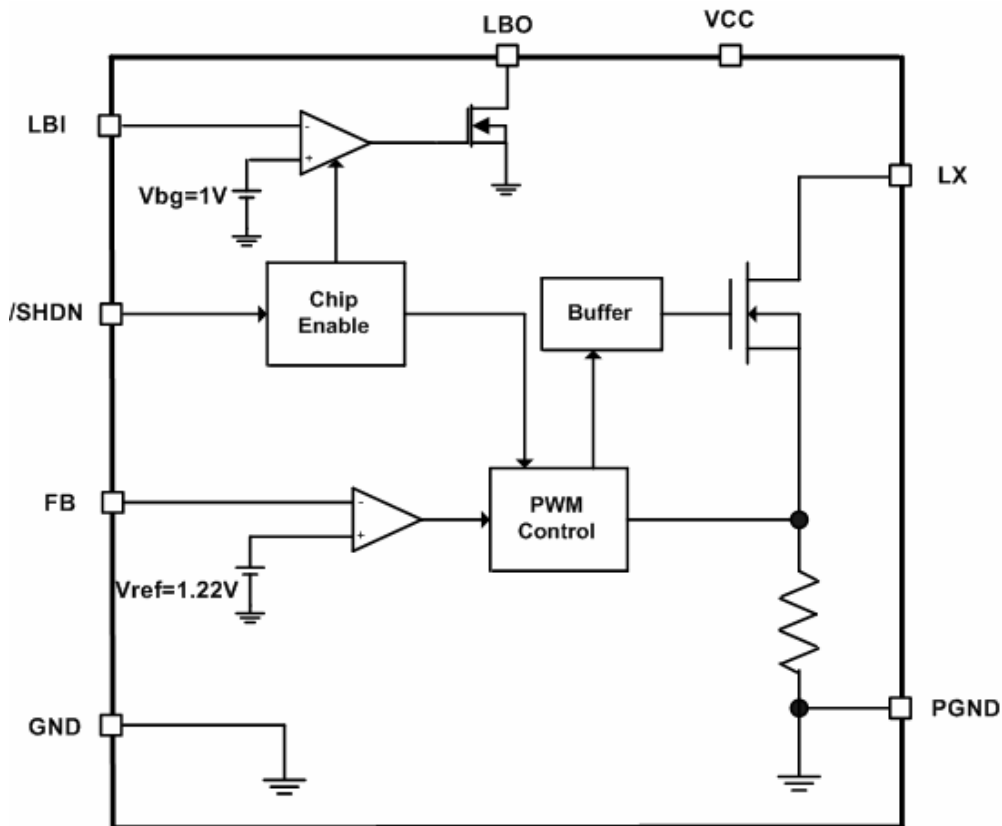 LBO
VCC
LBI
-
+
Vbg=1V
LX
/SHDN
Chip
Enable
Buffer
FB
-
+
PWM
Control
Vref=1.22V
GND
PGND